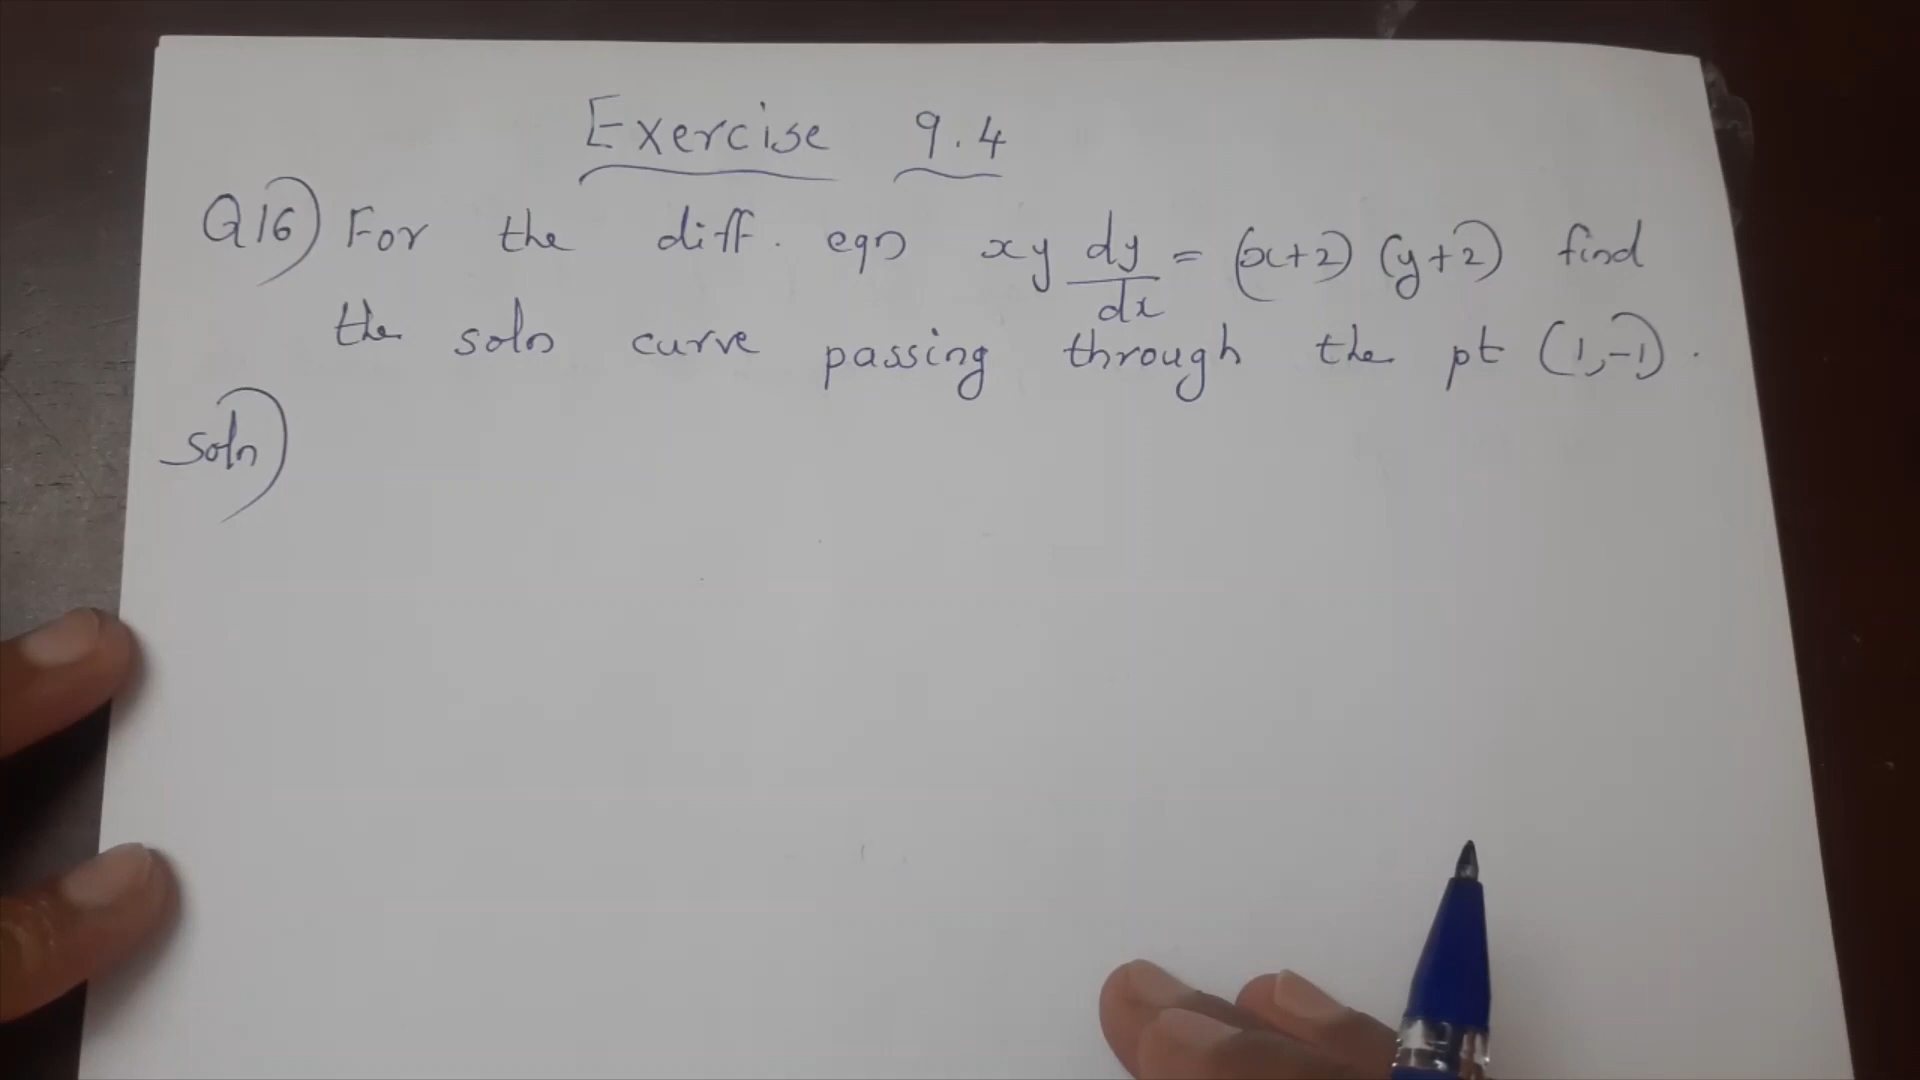 Exercise 9.4
Q16) For the diff. eqn xy dy/dx = (x+2) (y+2) find
the soln curve passing through the pt (1,-1).
Soln)